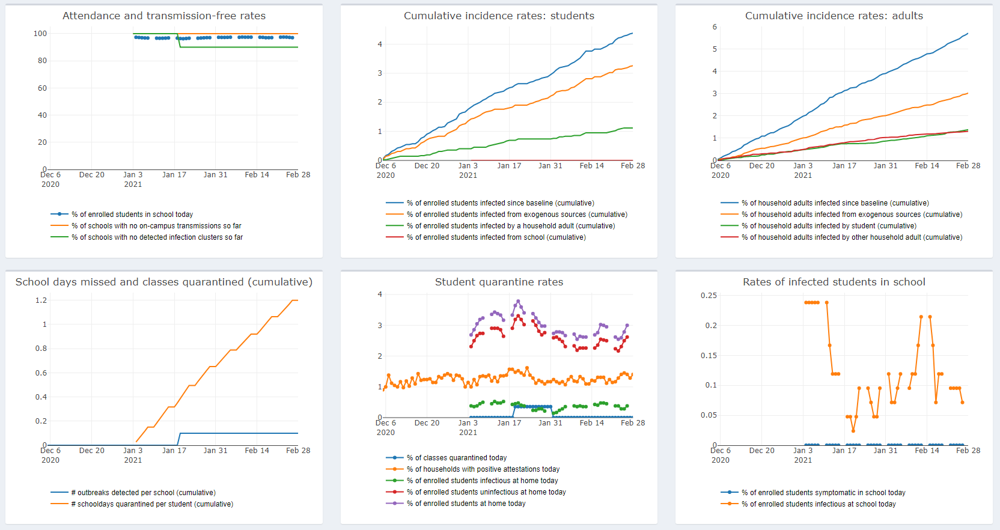 Attendance and transmission-free rates
100
80
60
40
20
0
Dec 6
2020
Dec 20
Jan 3
2021
Jan 17
Jan 31
Feb 14
Feb 28
% of enrolled students in school today
% of schools with no on-campus transmissions so far
% of schools with no detected infection clusters so far
Cumulative incidence rates: students
4
3
2
1
0
Dec 6
2020
Dec 20
Jan 3
2021
Jan 17
Jan 31
Feb 14
Feb 28
% of enrolled students infected since baseline (cumulative)
% of enrolled students infected from exogenous sources (cumulative)
% of enrolled students infected by a household adult (cumulative)
% of enrolled students infected from school (cumulative)
Cumulative incidence rates: adults
6
5
4
3
2
1
0
Dec 6
2020
Dec 20
Jan 3
2021
Jan 17
Jan 31
Feb 14
Feb 28
% of household adults infected since baseline (cumulative)
% of household adults infected from exogenous sources (cumulative)
% of household adults infected by student (cumulative)
% of household adults infected by other household adult (cumulative)
School days missed and classes quarantined (cumulative)
1.2
1
0.8
0.6
0.4
0.2
0
Dec 6
2020
Dec 20
Jan 3
2021
Jan 17
Jan 31
Feb 14
Feb 28
# outbreaks detected per school (cumulative)
# schooldays quarantined per student (cumulative)
Student quarantine rates
4
3
2
1
0
Dec 6
2020
Dec 20
Jan 3
2021
Jan 17
Jan 31
Feb 14
Feb 28
% of classes quarantined today
% of households with positive attestations today
% of enrolled students infectious at home today
% of enrolled students uninfectious at home today
% of enrolled students at home today
Rates of infected students in school
0.25
0.2
0.15
0.1
0.05
0
Dec 6
2020
Dec 20
Jan 3
2021
Jan 17
Jan 31
Feb 14
Feb 28
% of enrolled students symptomatic in school today
% of enrolled students infectious at school today